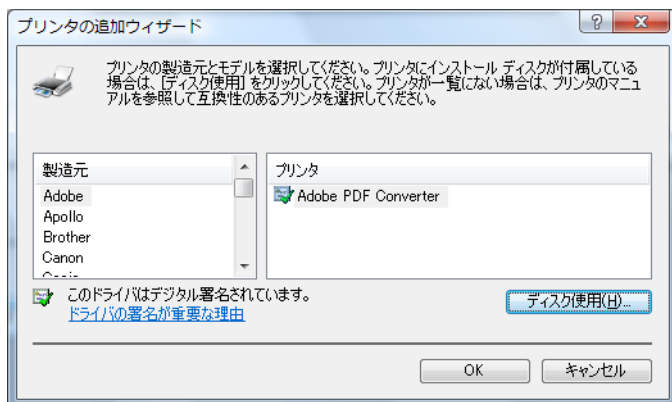 プリンタの追加ウィザード
プリンタの製造元とモデルを選択してください。プリンタにインストール ディスクが付属している
場合は、[ディスク使用] をクリックしてください。プリンタが一覧にない場合は、プリンタのマニュ
アルを参照して互換性のあるプリンタを選択してください。
製造元
Adobe
Apollo
Brother
Canon
プリンタ
Adobe PDF Converter
このドライバはデジタル署名されています。
ドライバの署名が重要な理由
ディスク使用(H)...
OK
キャンセル